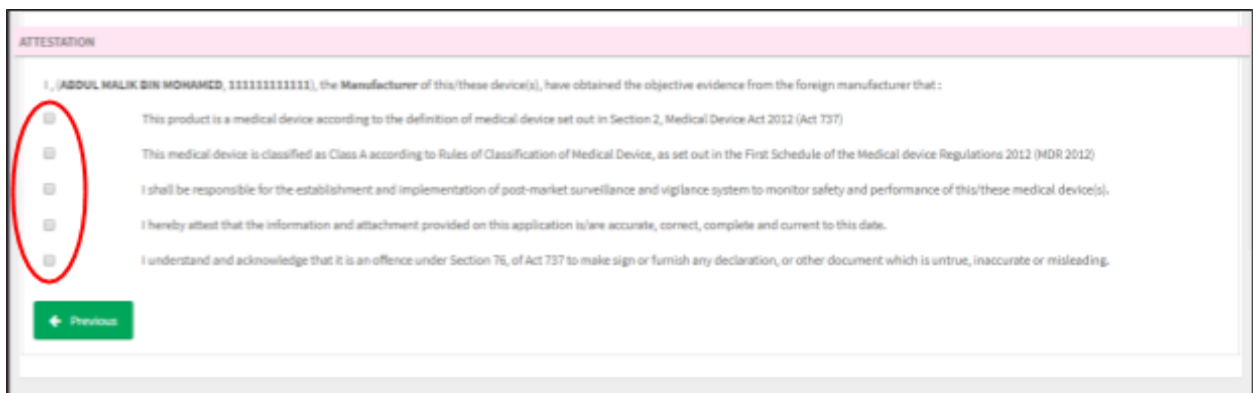 ATTESTATION
I , (ABDUL MALIK BIN MOHAMED, 111111111111), the Manufacturer of this/these device(s), have obtained the objective evidence from the foreign manufacturer that :
This product is a medical device according to the definition of medical device set out in Section 2, Medical Device Act 2012 (Act 737)
This medical device is classified as Class A according to Rules of Classification of Medical Device, as set out in the First Schedule of the Medical device Regulations 2012 (MDR 2012)
I shall be responsible for the establishment and implementation of post-market surveillance and vigilance system to monitor safety and performance of this/these medical device(s).
I hereby attest that the information and attachment provided on this application is/are accurate, correct, complete and current to this date.
I understand and acknowledge that it is an offence under Section 76, of Act 737 to make sign or furnish any declaration, or other document which is untrue, inaccurate or misleading.
Previous